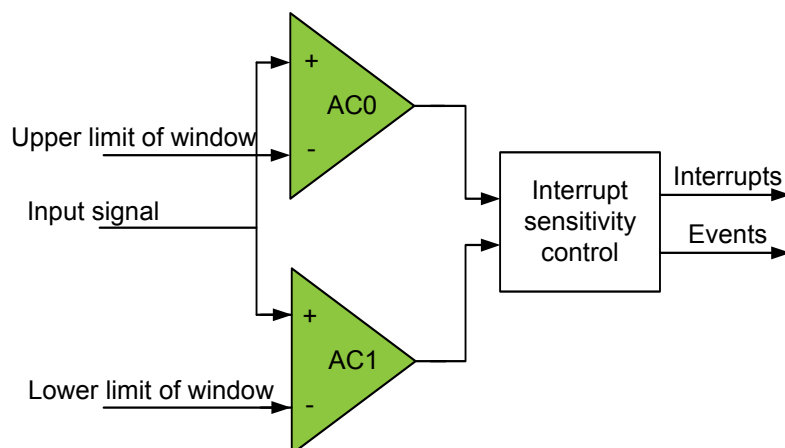 +
AC0
-
Upper limit of window
Input signal
Interrupt
sensitivity
control
Interrupts
Events
+
AC1
-
Lower limit of window